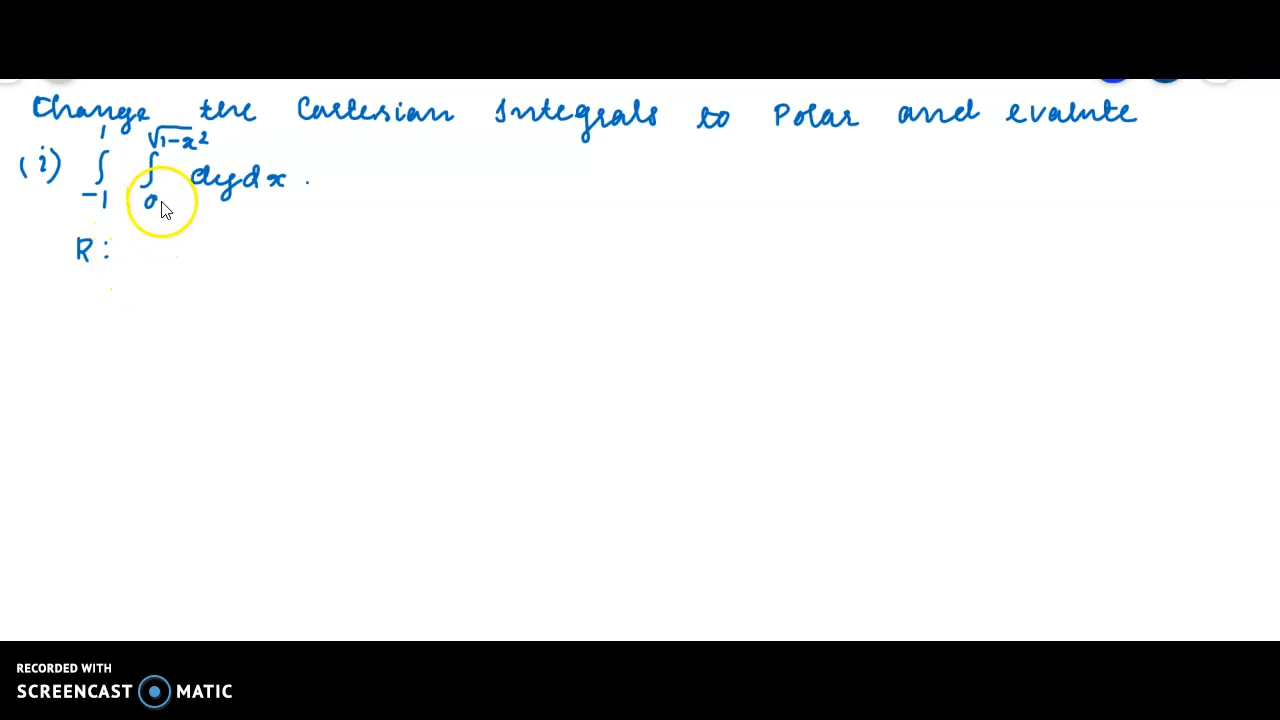 Change the Cartesian Integrals to Polar and evalute
(i) ∫_{-1}^{1} ∫_{0}^{√(1-x²)} dy dx .
R :
RECORDED WITH
SCREENCAST MATIC